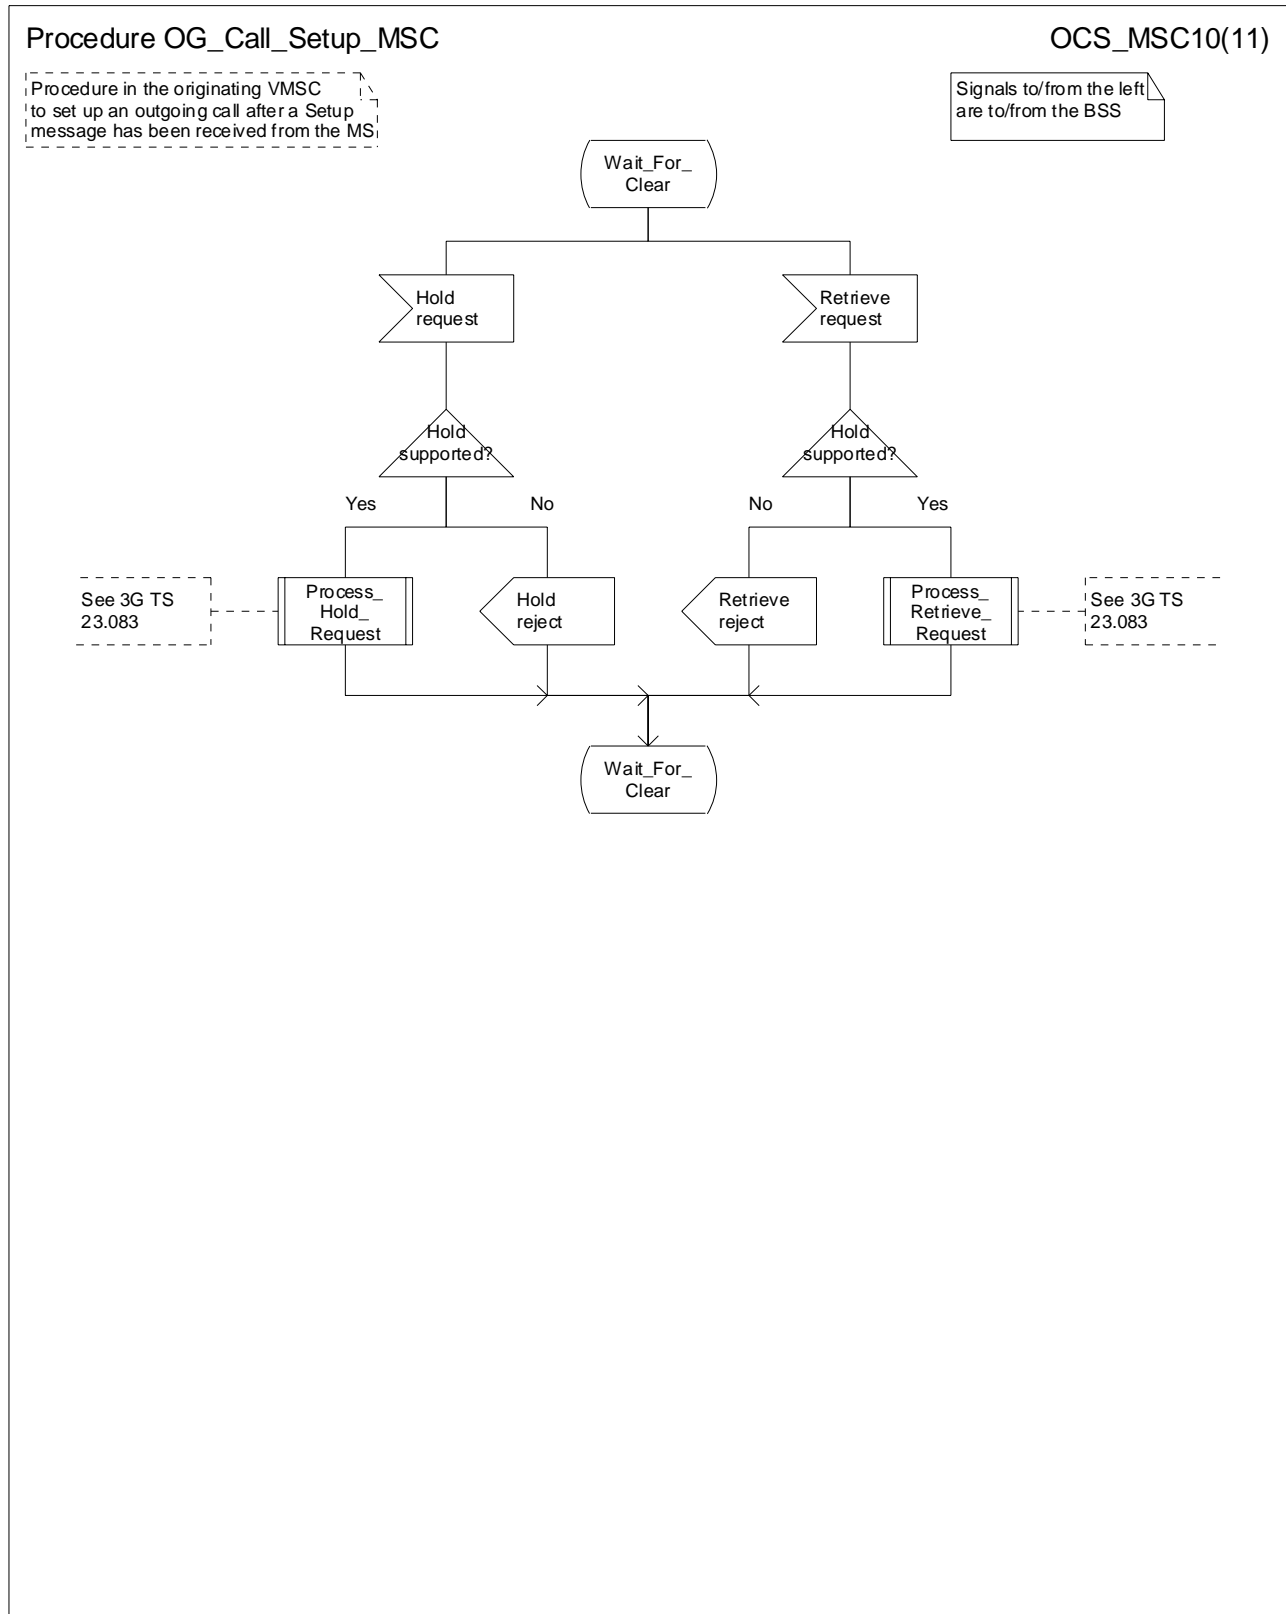 Procedure OG_Call_Setup_MSC
OCS_MSC10(11)
Procedure in the originating VMSC
to set up an outgoing call after a Setup
message has been received from the MS
Signals to/from the left
are to/from the BSS
Wait_For_
Clear
Hold
request
Retrieve
request
Hold
supported?
Hold
supported?
Yes
No
No
Yes
See 3G TS
23.083
Process_
Hold_
Request
Hold
reject
Retrieve
reject
Process_
Retrieve_
Request
See 3G TS
23.083
Wait_For_
Clear